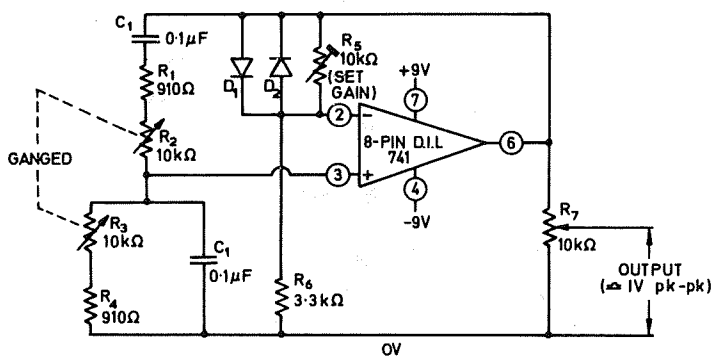 C1
0·1µF
R1
910Ω
R2
10kΩ
GANGED
R3
10kΩ
R4
910Ω
C1
0·1µF
D1
D2
R5
10kΩ
(SET
GAIN)
R6
3·3kΩ
+9V
7
2
−
8-PIN D.I.L
741
6
3
+
4
-9V
R7
10kΩ
OUTPUT
(≏ 1V pk-pk)
0V